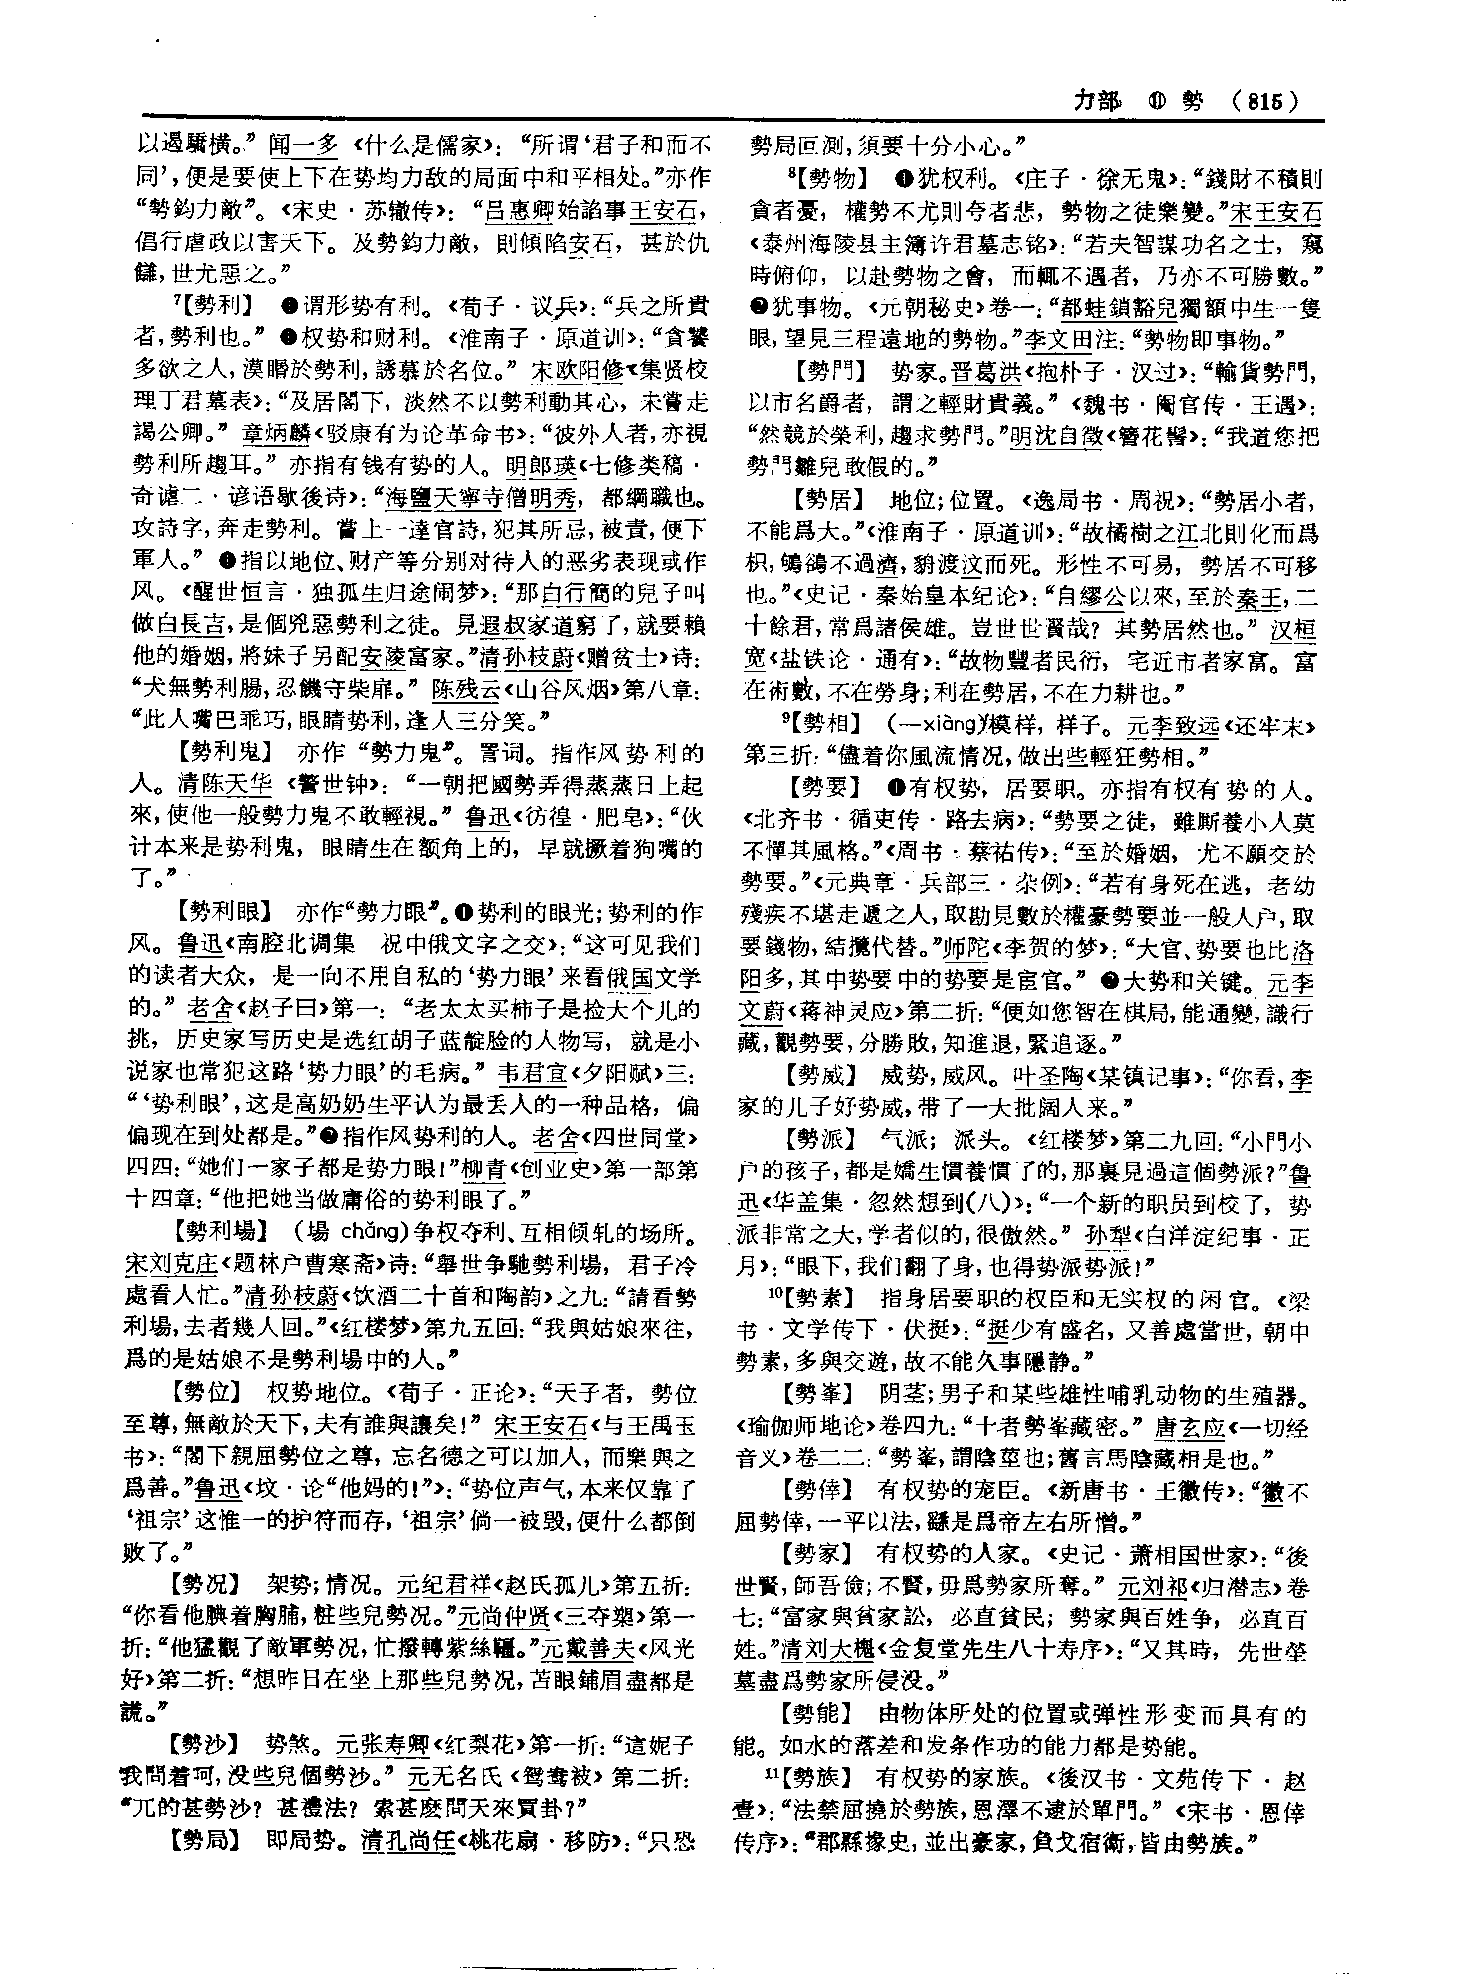 力部 ⑪ 勢 （815）
以遏驕横。” 闻一多《什么是儒家》：“所谓‘君子和而不
同’，便是要使上下在势均力敌的局面中和平相处。”亦作
“勢鈞力敵”。《宋史·苏辙传》：“吕惠卿始諂事王安石，
倡行虐政以害天下。及勢鈞力敵，則傾陷安石，甚於仇
讎，世尤惡之。”
7【勢利】 ❶谓形势有利。《荀子·议兵》：“兵之所貴
者，勢利也。” ❷权势和财利。《淮南子·原道训》：“貪饕
多欲之人，漠睧於勢利，誘慕於名位。” 宋欧阳修《集贤校
理丁君墓表》：“及居閣下，淡然不以勢利動其心，未嘗走
謁公卿。” 章炳麟《驳康有为论革命书》：“彼外人者，亦視
勢利所趨耳。” 亦指有钱有势的人。明郎瑛《七修类稿·
奇谑二·谚语歇後诗》：“海鹽天寧寺僧明秀，都綱職也。
攻詩字，奔走勢利。嘗上一達官詩，犯其所忌，被責，便下
軍人。” ❸指以地位、财产等分别对待人的恶劣表现或作
风。《醒世恒言·独孤生归途闹梦》：“那白行簡的兒子叫
做白長吉，是個兇惡勢利之徒。見遐叔家道窮了，就要賴
他的婚姻，將妹子另配安陵富家。”清孙枝蔚《赠贫士》诗：
“犬無勢利腸，忍饑守柴扉。” 陈残云《山谷风烟》第八章：
“此人嘴巴乖巧，眼睛势利，逢人三分笑。”
【勢利鬼】 亦作“勢力鬼”。詈词。指作风势利的
人。清陈天华《警世钟》：“一朝把國勢弄得蒸蒸日上起
來，使他一般勢力鬼不敢輕視。” 鲁迅《彷徨·肥皂》：“伙
计本来是势利鬼，眼睛生在额角上的，早就撅着狗嘴的
了。”
【勢利眼】 亦作“勢力眼”。❶势利的眼光；势利的作
风。鲁迅《南腔北调集 祝中俄文字之交》：“这可见我们
的读者大众，是一向不用自私的‘势力眼’来看俄国文学
的。” 老舍《赵子曰》第一：“老太太买柿子是捡大个儿的
挑，历史家写历史是选红胡子蓝靛脸的人物写，就是小
说家也常犯这路‘势力眼’的毛病。” 韦君宜《夕阳赋》三：
“‘势利眼’，这是高奶奶生平认为最丢人的一种品格，偏
偏现在到处都是。”❷指作风势利的人。老舍《四世同堂》
四四：“她们一家子都是势力眼！”柳青《创业史》第一部第
十四章：“他把她当做庸俗的势利眼了。”
【勢利場】 （場 chǎng）争权夺利、互相倾轧的场所。
宋刘克庄《题林户曹寒斋》诗：“舉世争馳勢利場，君子冷
處看人忙。”清孙枝蔚《饮酒二十首和陶韵》之九：“請看勢
利場，去者幾人回。”《红楼梦》第九五回：“我與姑娘來往，
爲的是姑娘不是勢利場中的人。”
【勢位】 权势地位。《荀子·正论》：“天子者，勢位
至尊，無敵於天下，夫有誰與讓矣！” 宋王安石《与王禹玉
书》：“閣下親屈勢位之尊，忘名德之可以加人，而樂與之
爲善。”鲁迅《坟·论“他妈的！”》：“势位声气，本来仅靠了
‘祖宗’这惟一的护符而存，‘祖宗’倘一被毁，便什么都倒
败了。”
【勢况】 架势；情况。元纪君祥《赵氏孤儿》第五折：
“你看他腆着胸脯，粧些兒勢况。”元尚仲贤《三夺槊》第一
折：“他猛觀了敵軍勢况，忙撥轉紫絲韁。”元戴善夫《风光
好》第二折：“想昨日在坐上那些兒勢况，苫眼鋪眉盡都是
謊。”
【勢沙】 势煞。元张寿卿《红梨花》第一折：“這妮子
我問着呵，没些兒個勢沙。” 元无名氏《鸳鸯被》第二折：
“兀的甚勢沙？甚禮法？索甚麽問天來買卦？”
【勢局】 即局势。清孔尚任《桃花扇·移防》：“只恐
勢局叵測，須要十分小心。”
8【勢物】 ❶犹权利。《庄子·徐无鬼》：“錢財不積則
貪者憂，權勢不尤則夸者悲，勢物之徒樂變。”宋王安石
《泰州海陵县主簿许君墓志铭》：“若夫智謀功名之士，窺
時俯仰，以赴勢物之會，而輒不遇者，乃亦不可勝數。”
❷犹事物。《元朝秘史》卷一：“都蛙鎖豁兒獨額中生一隻
眼，望見三程遠地的勢物。”李文田注：“勢物即事物。”
【勢門】 势家。晋葛洪《抱朴子·汉过》：“輸貨勢門，
以市名爵者，謂之輕財貴義。” 《魏书·阉官传·王遇》：
“然競於榮利，趨求勢門。”明沈自徵《簪花髻》：“我道您把
勢門雛兒敢假的。”
【勢居】 地位；位置。《逸周书·周祝》：“勢居小者，
不能爲大。”《淮南子·原道训》：“故橘樹之江北則化而爲
枳，鴝鵒不過濟，貈渡汶而死。形性不可易，勢居不可移
也。”《史记·秦始皇本纪论》：“自繆公以來，至於秦王，二
十餘君，常爲諸侯雄。豈世世賢哉？其勢居然也。” 汉桓
宽《盐铁论·通有》：“故物豐者民衍，宅近市者家富。富
在術數，不在勞身；利在勢居，不在力耕也。”
9【勢相】 （—xiàng）模样，样子。元李致远《还牢末》
第三折：“儘着你風流情况，做出些輕狂勢相。”
【勢要】 ❶有权势，居要职。亦指有权有势的人。
《北齐书·循吏传·路去病》：“勢要之徒，雖厮養小人莫
不憚其風格。”《周书·蔡祐传》：“至於婚姻，尤不願交於
勢要。”《元典章·兵部三·杂例》：“若有身死在逃，老幼
殘疾不堪走遞之人，取勘見數於權豪勢要並一般人户，取
要錢物，結攬代替。”师陀《李贺的梦》：“大官、势要也比洛
阳多，其中势要中的势要是宦官。” ❷大势和关键。元李
文蔚《蒋神灵应》第二折：“便如您智在棋局，能通變，識行
藏，觀勢要，分勝敗，知進退，緊追逐。”
【勢威】 威势，威风。叶圣陶《某镇记事》：“你看，李
家的儿子好势威，带了一大批阔人来。”
【勢派】 气派；派头。《红楼梦》第二九回：“小門小
户的孩子，都是嬌生慣養慣了的，那裏見過這個勢派？”鲁
迅《华盖集·忽然想到（八）》：“一个新的职员到校了，势
派非常之大，学者似的，很傲然。” 孙犁《白洋淀纪事·正
月》：“眼下，我们翻了身，也得势派势派！”
10【勢素】 指身居要职的权臣和无实权的闲官。《梁
书·文学传下·伏挺》：“挺少有盛名，又善處當世，朝中
勢素，多與交遊，故不能久事隱静。”
【勢峯】 阴茎；男子和某些雄性哺乳动物的生殖器。
《瑜伽师地论》卷四九：“十者勢峯藏密。” 唐玄应《一切经
音义》卷二二：“勢峯，謂陰莖也；舊言馬陰藏相是也。”
【勢倖】 有权势的宠臣。《新唐书·王徽传》：“徽不
屈勢倖，一平以法，繇是爲帝左右所憎。”
【勢家】 有权势的人家。《史记·萧相国世家》：“後
世賢，師吾儉；不賢，毋爲勢家所奪。” 元刘祁《归潜志》卷
七：“富家與貧家訟，必直貧民；勢家與百姓争，必直百
姓。”清刘大櫆《金复堂先生八十寿序》：“又其時，先世塋
墓盡爲勢家所侵没。”
【勢能】 由物体所处的位置或弹性形变而具有的
能。如水的落差和发条作功的能力都是势能。
11【勢族】 有权势的家族。《後汉书·文苑传下·赵
壹》：“法禁屈撓於勢族，恩澤不逮於單門。” 《宋书·恩倖
传序》：“郡縣掾史，並出豪家，負戈宿衛，皆由勢族。”